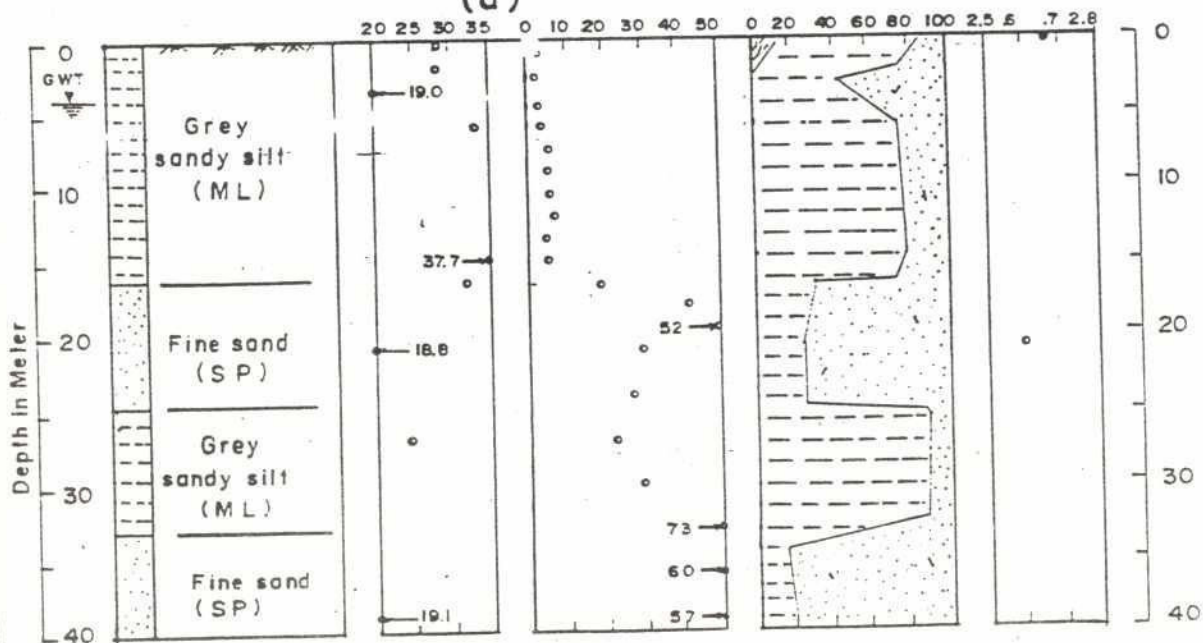 (a)
20 25 30 35
0 10 20 30 40 50
0 20 40 60 80 100
2.5 .6 .7 2.8
0
GWT
10
20
30
40
Depth in Meter
Grey
sandy silt
(ML)
Fine sand
(SP)
Grey
sandy silt
(ML)
Fine sand
(SP)
19.0
37.7
18.8
19.1
52
73
60
57
0
10
20
30
40